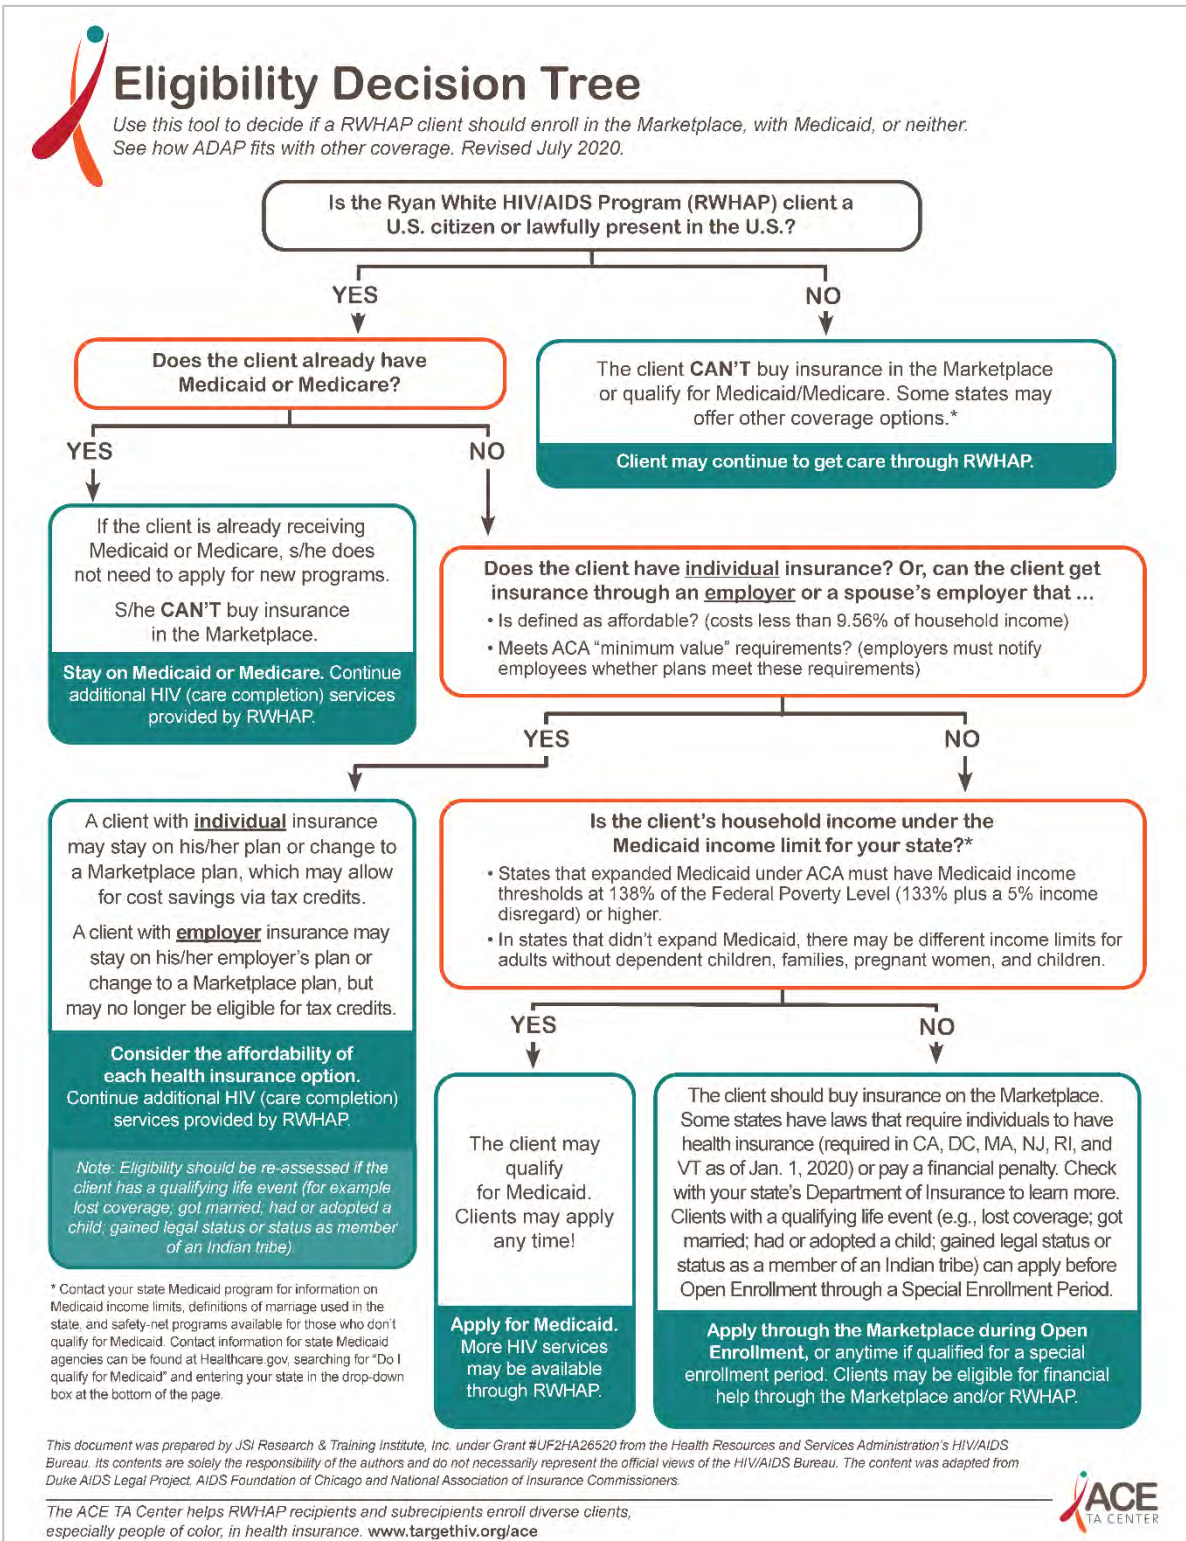 Eligibility Decision Tree
Use this tool to decide if a RWHAP client should enroll in the Marketplace, with Medicaid, or neither.
See how ADAP fits with other coverage. Revised July 2020.
Is the Ryan White HIV/AIDS Program (RWHAP) client a
U.S. citizen or lawfully present in the U.S.?
YES
NO
Does the client already have
Medicaid or Medicare?
The client CAN'T buy insurance in the Marketplace
or qualify for Medicaid/Medicare. Some states may
offer other coverage options.*
Client may continue to get care through RWHAP.
YES
NO
If the client is already receiving
Medicaid or Medicare, s/he does
not need to apply for new programs.
S/he CAN'T buy insurance
in the Marketplace.
Stay on Medicaid or Medicare. Continue
additional HIV (care completion) services
provided by RWHAP.
Does the client have individual insurance? Or, can the client get
insurance through an employer or a spouse's employer that ...
• Is defined as affordable? (costs less than 9.56% of household income)
• Meets ACA "minimum value" requirements? (employers must notify
employees whether plans meet these requirements)
YES
NO
A client with individual insurance
may stay on his/her plan or change to
a Marketplace plan, which may allow
for cost savings via tax credits.
A client with employer insurance may
stay on his/her employer's plan or
change to a Marketplace plan, but
may no longer be eligible for tax credits.
Consider the affordability of
each health insurance option.
Continue additional HIV (care completion)
services provided by RWHAP.
Note: Eligibility should be re-assessed if the
client has a qualifying life event (for example
lost coverage; got married; had or adopted a
child; gained legal status or status as member
of an Indian tribe)
Is the client's household income under the
Medicaid income limit for your state?*
• States that expanded Medicaid under ACA must have Medicaid income
thresholds at 138% of the Federal Poverty Level (133% plus a 5% income
disregard) or higher.
• In states that didn't expand Medicaid, there may be different income limits for
adults without dependent children, families, pregnant women, and children.
YES
NO
The client may
qualify
for Medicaid.
Clients may apply
any time!
Apply for Medicaid.
More HIV services
may be available
through RWHAP.
The client should buy insurance on the Marketplace.
Some states have laws that require individuals to have
health insurance (required in CA, DC, MA, NJ, RI, and
VT as of Jan. 1, 2020) or pay a financial penalty. Check
with your state's Department of Insurance to learn more.
Clients with a qualifying life event (e.g., lost coverage; got
married; had or adopted a child; gained legal status or
status as a member of an Indian tribe) can apply before
Open Enrollment through a Special Enrollment Period.
Apply through the Marketplace during Open
Enrollment, or anytime if qualified for a special
enrollment period. Clients may be eligible for financial
help through the Marketplace and/or RWHAP.
* Contact your state Medicaid program for information on
Medicaid income limits, definitions of marriage used in the
state, and safety-net programs available for those who don't
qualify for Medicaid. Contact information for state Medicaid
agencies can be found at Healthcare.gov, searching for "Do I
qualify for Medicaid" and entering your state in the drop-down
box at the bottom of the page.
This document was prepared by JSI Research & Training Institute, Inc. under Grant #UF2HA26520 from the Health Resources and Services Administration's HIV/AIDS
Bureau. Its contents are solely the responsibility of the authors and do not necessarily represent the official views of the HIV/AIDS Bureau. The content was adapted from
Duke AIDS Legal Project, AIDS Foundation of Chicago and National Association of Insurance Commissioners.
The ACE TA Center helps RWHAP recipients and subrecipients enroll diverse clients,
especially people of color, in health insurance. www.targethiv.org/ace
ACE
TA CENTER